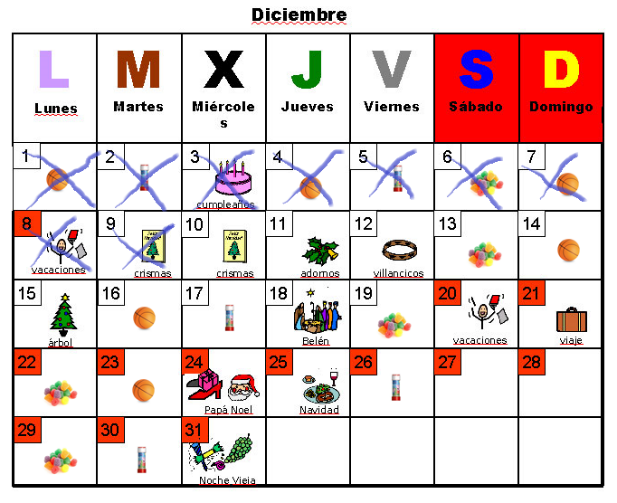 Diciembre
L M X J V S D
Lunes Martes Miércole
s Jueves Viernes Sábado Domingo
1 2 3 4 5 6 7
cumpleaños
8 9 10 11 12 13 14
vacaciones crismas crismas adornos villancicos
15 16 17 18 19 20 21
árbol Belén vacaciones viaje
22 23 24 25 26 27 28
Papá Noel Navidad
29 30 31
Noche Vieja